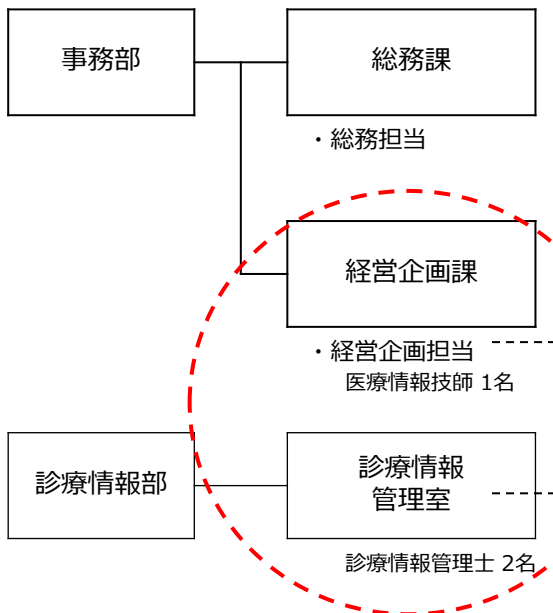 事務部
総務課
・総務担当
経営企画課
・経営企画担当
医療情報技師 1名
診療情報部
診療情報
管理室
診療情報管理士 2名